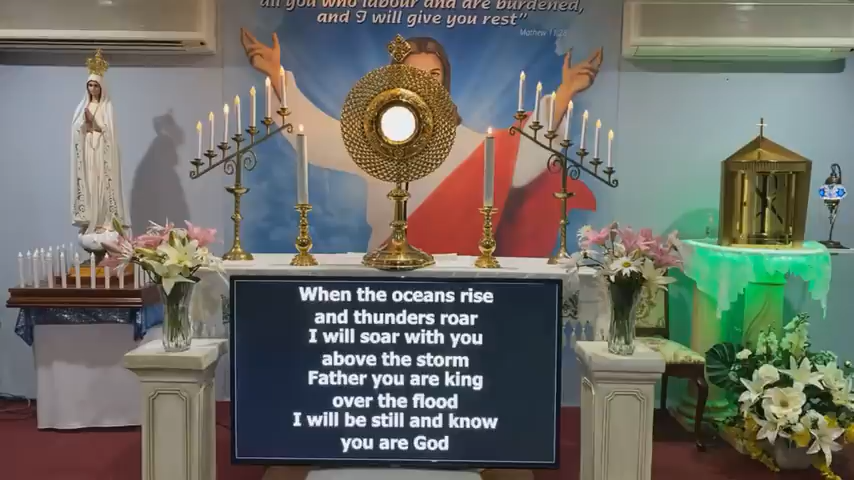 all you who labour and are burdened,
and I will give you rest"
When the oceans rise
and thunders roar
I will soar with you
above the storm
Father you are king
over the flood
I will be still and know
you are God